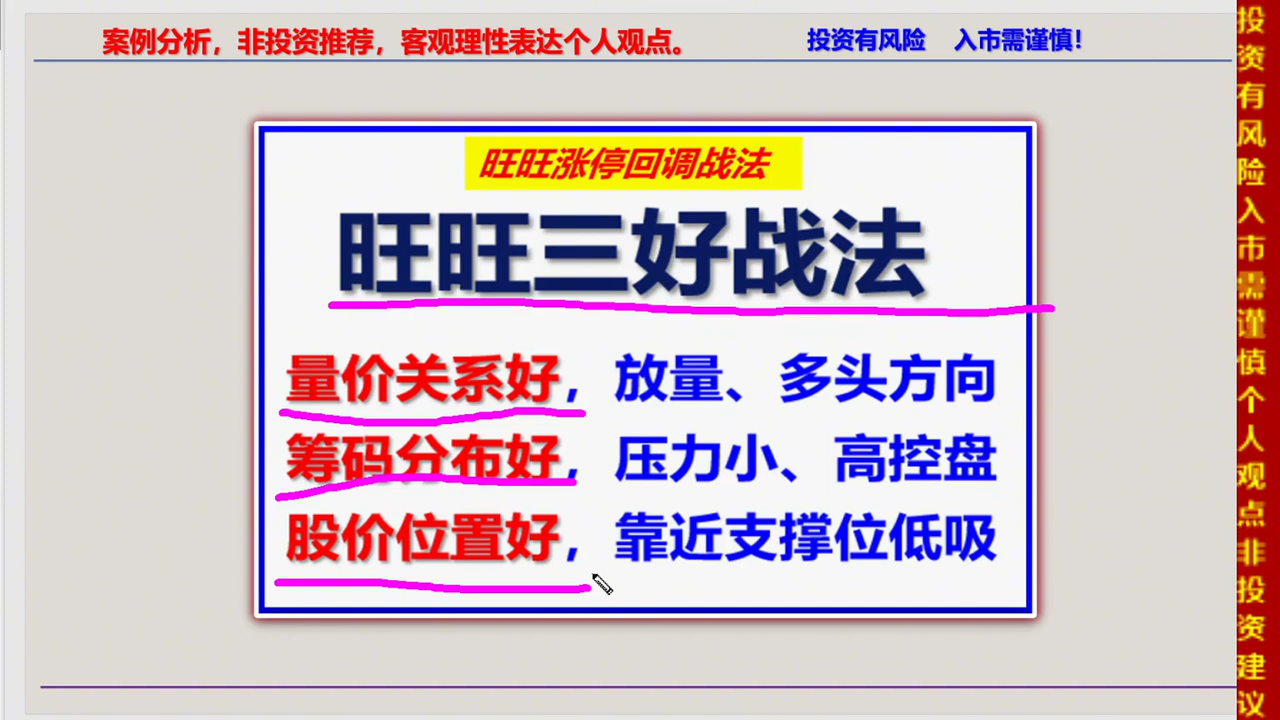 案例分析，非投资推荐，客观理性表达个人观点。
投资有风险 入市需谨慎！
旺旺涨停回调战法
旺旺三好战法
量价关系好，放量、多头方向
筹码分布好，压力小、高控盘
股价位置好，靠近支撑位低吸
投资有风险入市需谨慎个人观点非投资建议